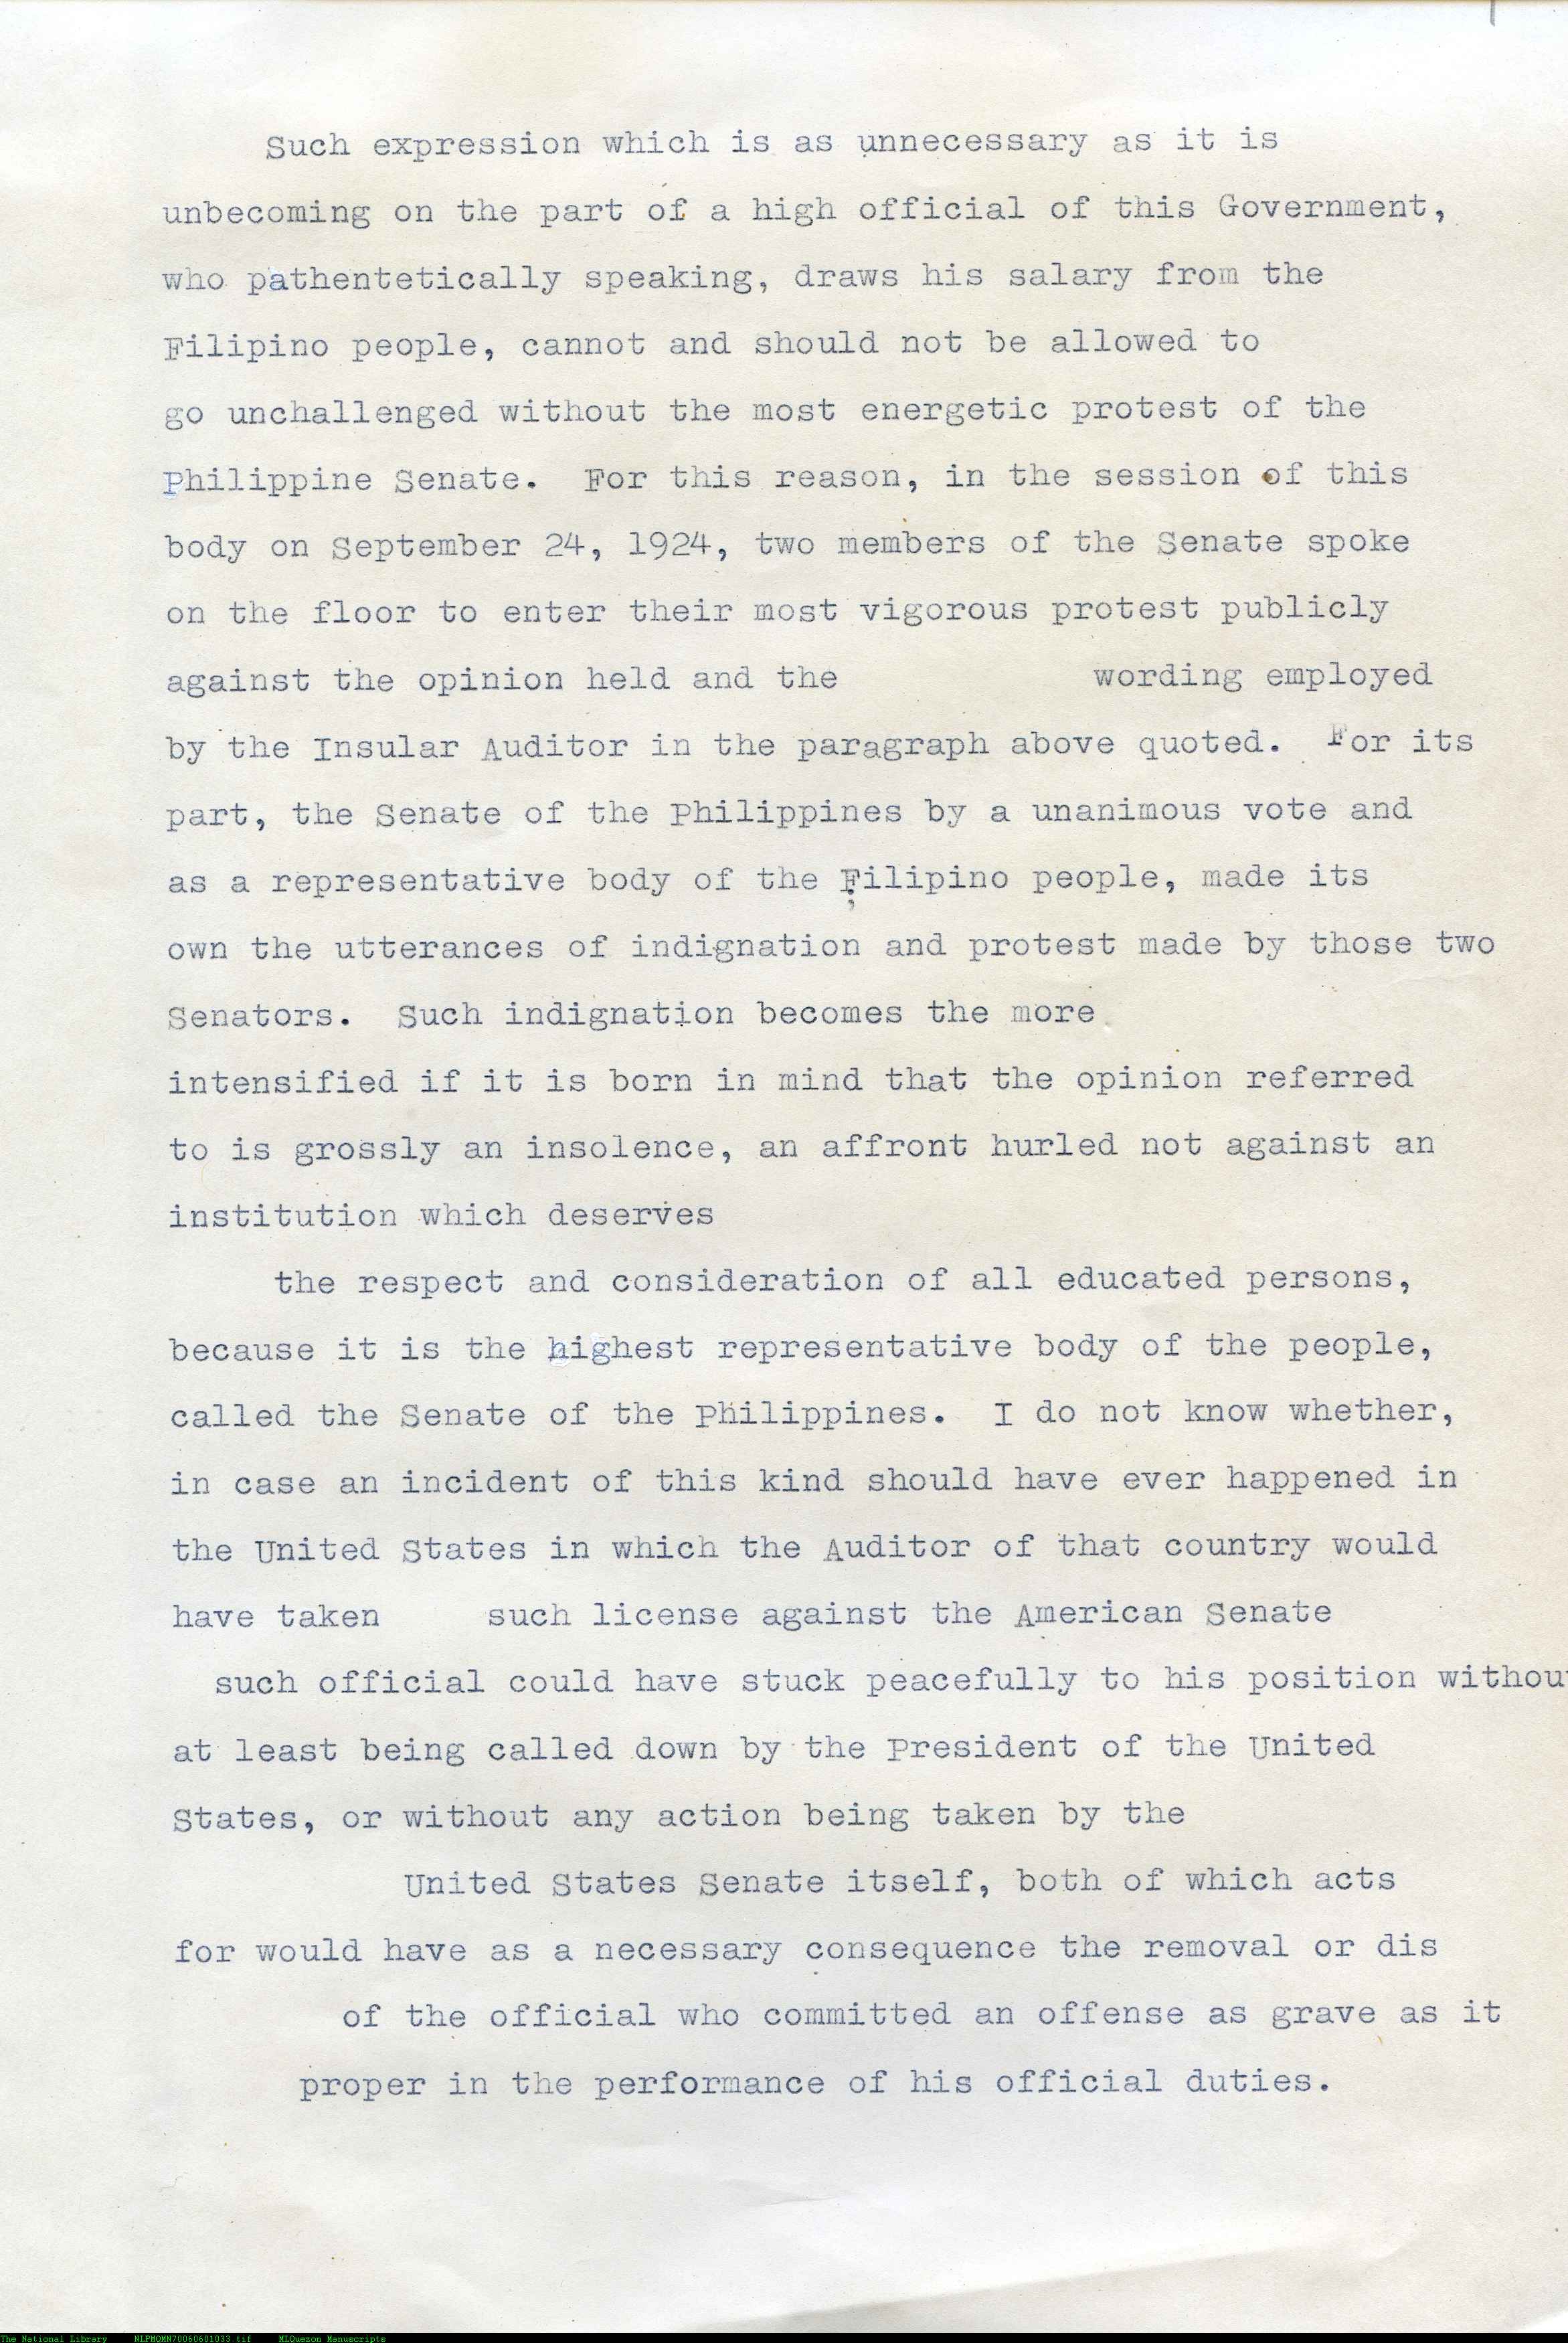 Such expression which is as unnecessary as it is
unbecoming on the part of a high official of this Government,
who pathentetically speaking, draws his salary from the
Filipino people, cannot and should not be allowed to
go unchallenged without the most energetic protest of the
Philippine Senate. For this reason, in the session of this
body on September 24, 1924, two members of the Senate spoke
on the floor to enter their most vigorous protest publicly
against the opinion held and the wording employed
by the Insular Auditor in the paragraph above quoted. For its
part, the Senate of the Philippines by a unanimous vote and
as a representative body of the Filipino people, made its
own the utterances of indignation and protest made by those two
Senators. Such indignation becomes the more
intensified if it is born in mind that the opinion referred
to is grossly an insolence, an affront hurled not against an
institution which deserves
the respect and consideration of all educated persons,
because it is the highest representative body of the people,
called the Senate of the Philippines. I do not know whether,
in case an incident of this kind should have ever happened in
the United States in which the Auditor of that country would
have taken such license against the American Senate
such official could have stuck peacefully to his position withou
at least being called down by the President of the United
States, or without any action being taken by the
United States Senate itself, both of which acts
for would have as a necessary consequence the removal or dis
of the official who committed an offense as grave as it
proper in the performance of his official duties.
The National Library NLPMQMN70060601033.tif MLQuezon Manuscripts